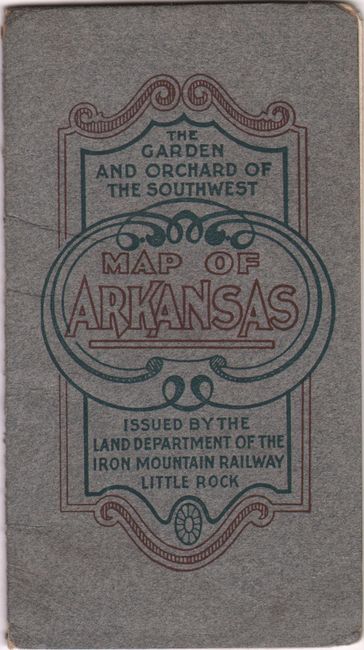 THE
GARDEN
AND ORCHARD OF
THE SOUTHWEST
MAP OF
ARKANSAS
ISSUED BY THE
LAND DEPARTMENT OF THE
IRON MOUNTAIN RAILWAY
LITTLE ROCK